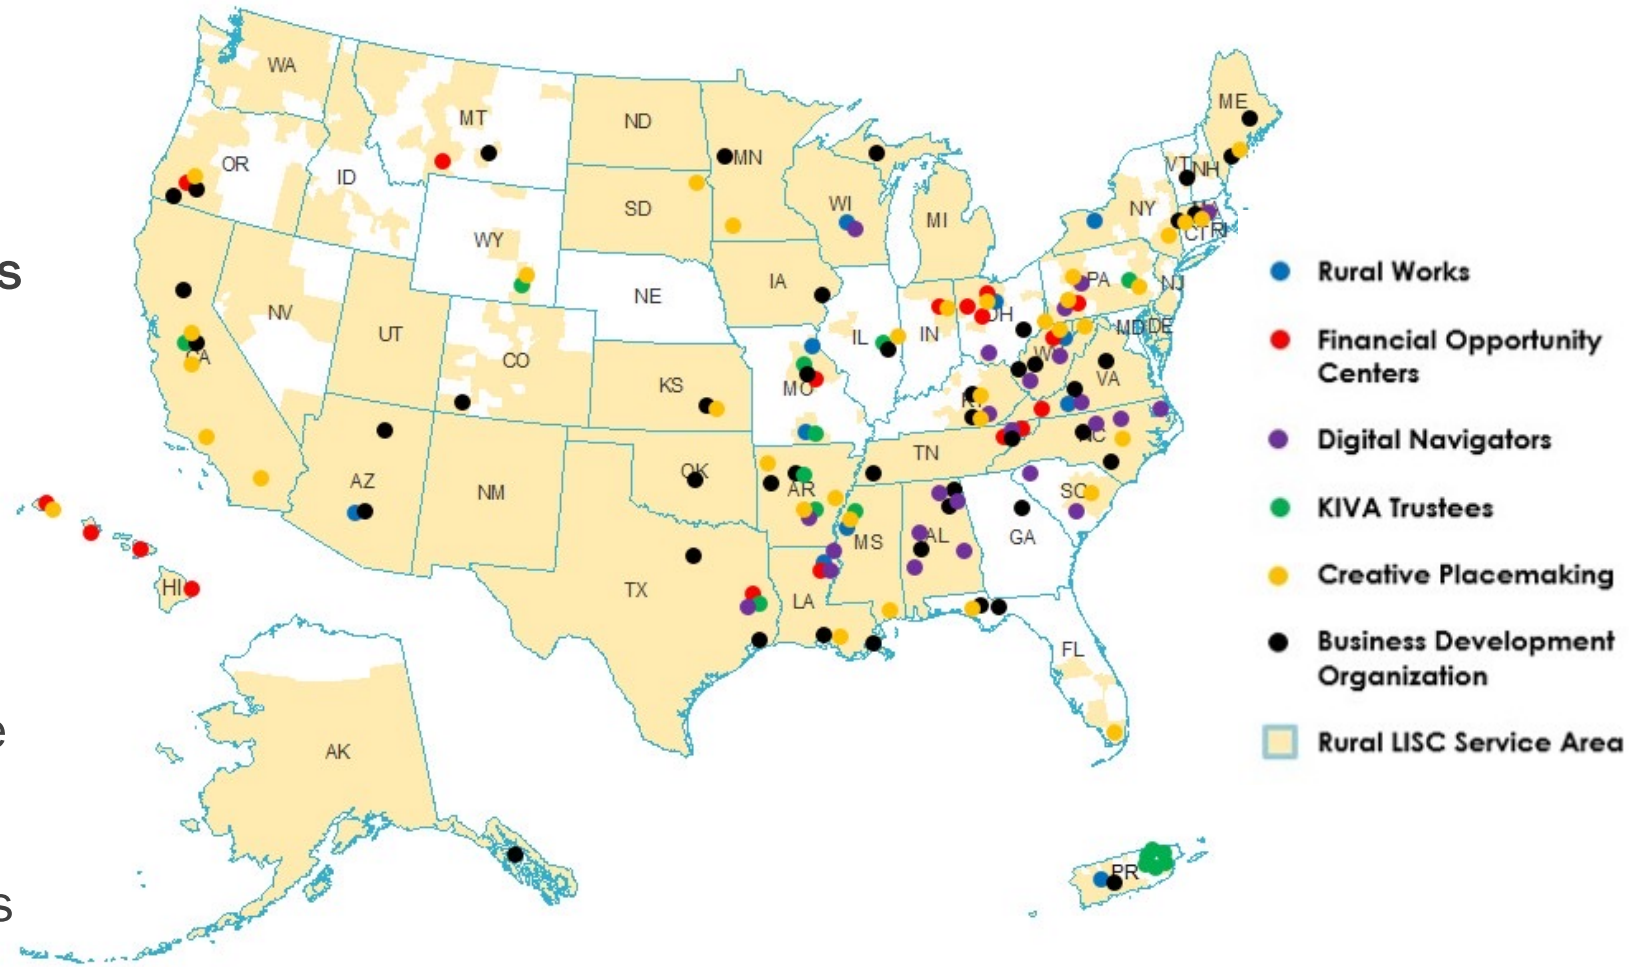 WA
MT
ND
MN
ME
OR
ID
VT
NH
SD
WI
MI
NY
MA
CT
RI
WY
s
NE
IA
PA
NJ
NV
UT
CO
IL
IN
OH
MD
DE
CA
KS
MO
WV
VA
KY
AZ
NM
OK
AR
TN
NC
SC
MS
AL
GA
HI
TX
LA
FL
e
AK
PR
s
Rural Works
Financial Opportunity
Centers
Digital Navigators
KIVA Trustees
Creative Placemaking
Business Development
Organization
Rural LISC Service Area